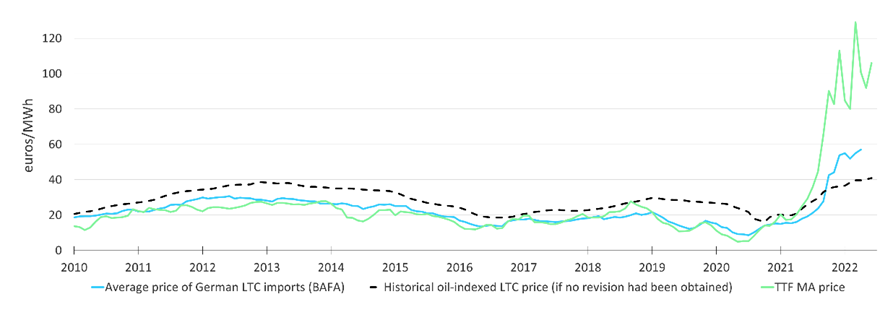 120
100
80
60
40
20
0
euros/MWh
2010 2011 2012 2013 2014 2015 2016 2017 2018 2019 2020 2021 2022
Average price of German LTC imports (BAFA) Historical oil-indexed LTC price (if no revision had been obtained) TTF MA price